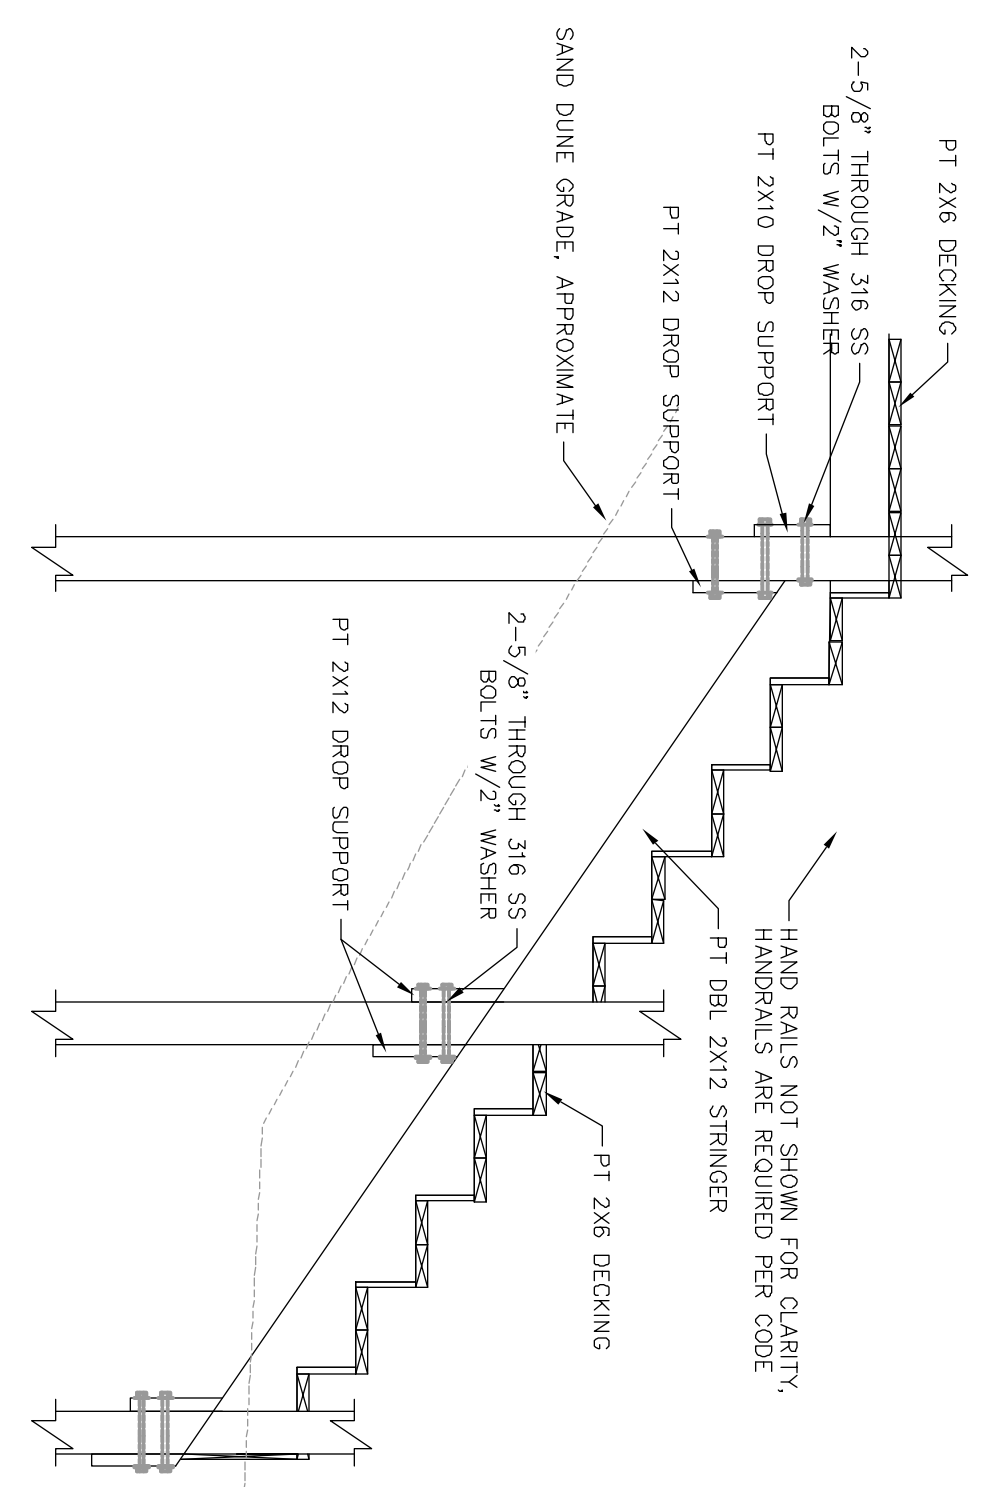 PT 2X6 DECKING
2-5/8" THROUGH 316 SS
BOLTS W/2" WASHER
PT 2X10 DROP SUPPORT
PT 2X12 DROP SUPPORT
SAND DUNE GRADE, APPROXIMATE
HAND RAILS NOT SHOWN FOR CLARITY,
HANDRAILS ARE REQUIRED PER CODE
PT DBL 2X12 STRINGER
2-5/8" THROUGH 316 SS
BOLTS W/2" WASHER
PT 2X12 DROP SUPPORT
PT 2X6 DECKING